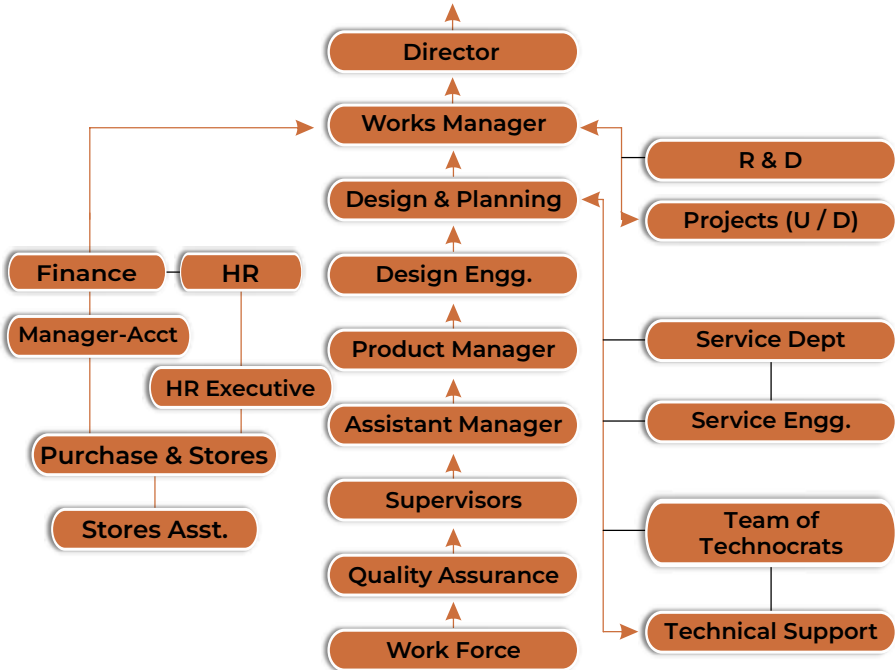 Director
Works Manager
R & D
Design & Planning
Projects (U / D)
Finance
HR
Design Engg.
Manager-Acct
Service Dept
Product Manager
HR Executive
Assistant Manager
Service Engg.
Purchase & Stores
Supervisors
Stores Asst.
Team of
Technocrats
Quality Assurance
Technical Support
Work Force